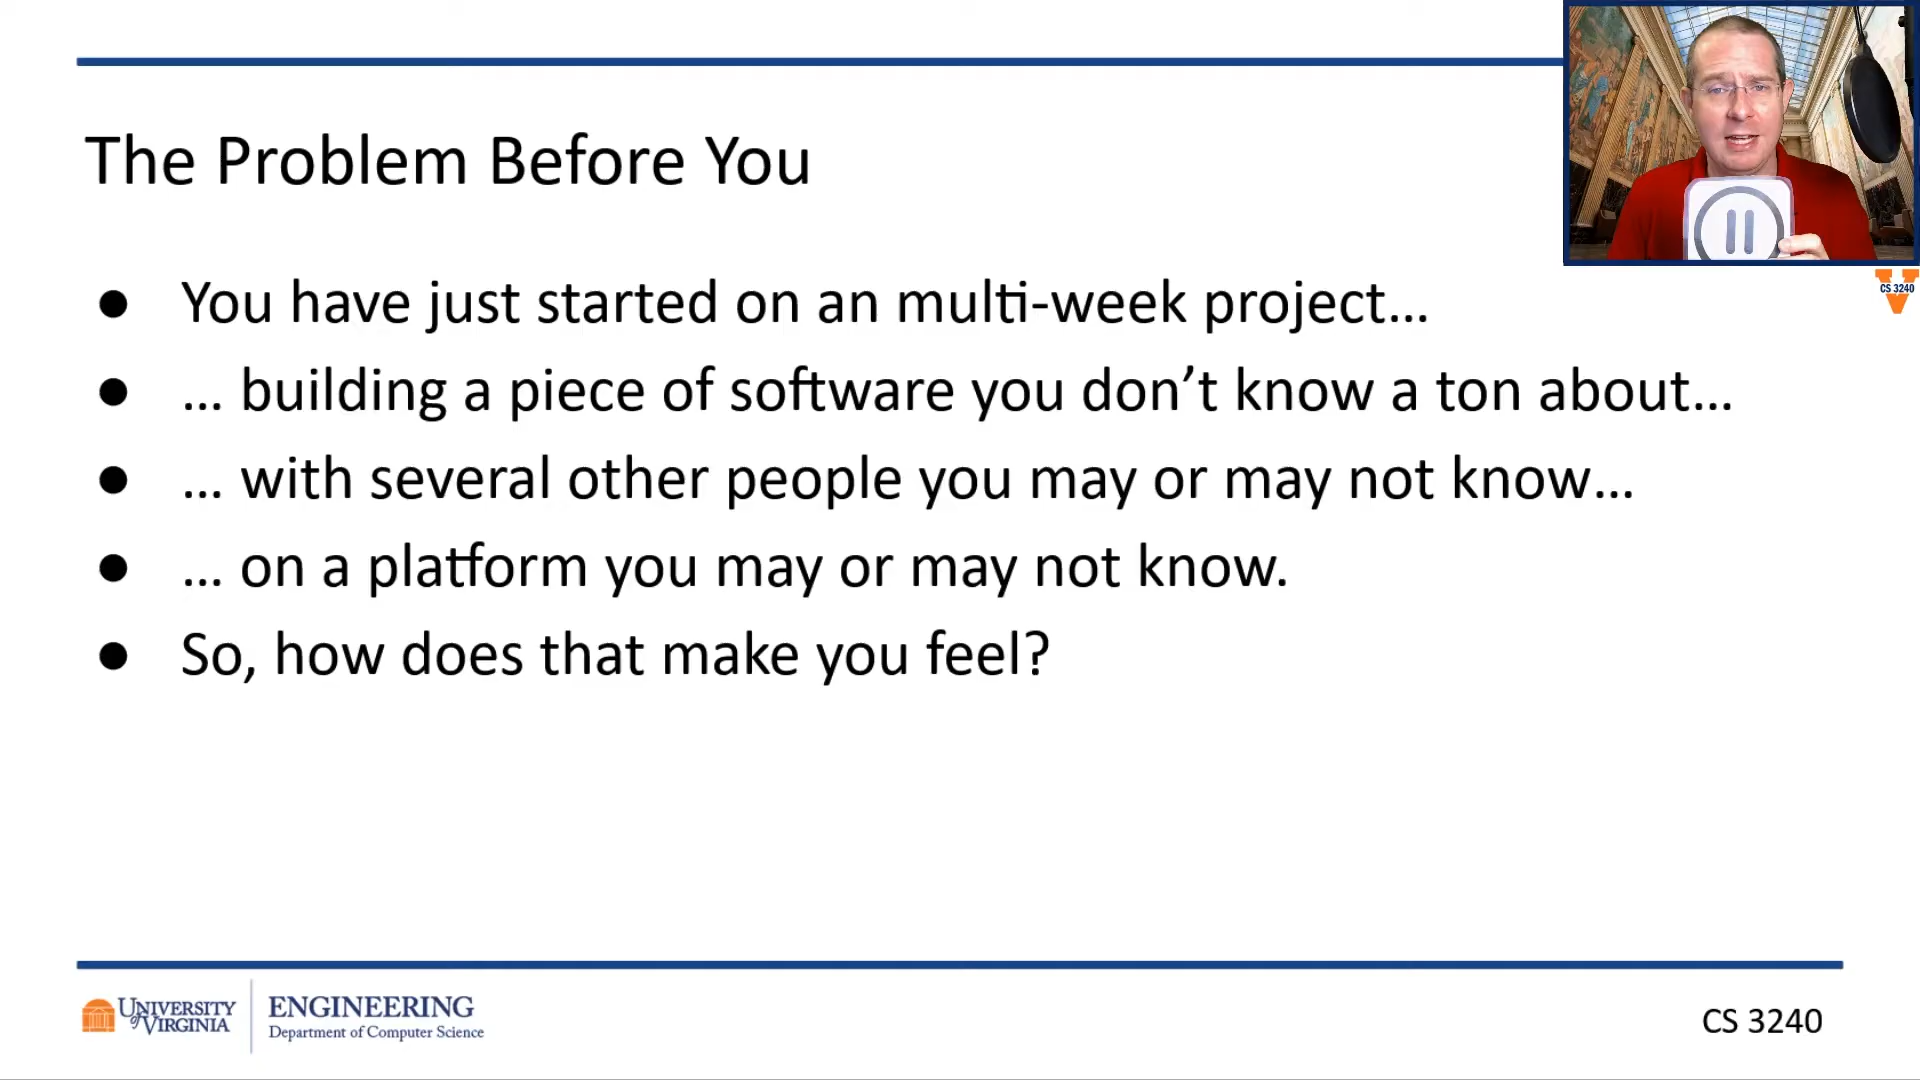 The Problem Before You
● You have just started on an multi-week project…
● … building a piece of software you don’t know a ton about…
● … with several other people you may or may not know…
● … on a platform you may or may not know.
● So, how does that make you feel?
CS 3240
UNIVERSITY of VIRGINIA
ENGINEERING
Department of Computer Science
CS 3240